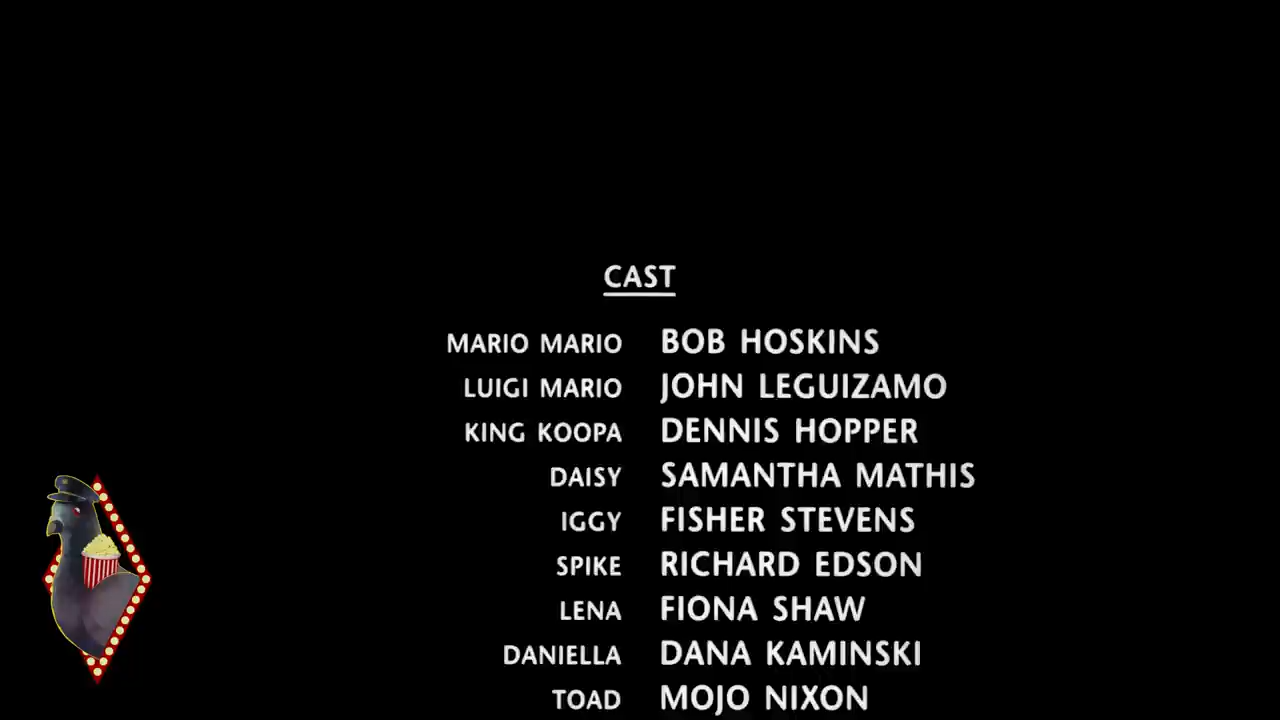 CAST
MARIO MARIO BOB HOSKINS
LUIGI MARIO JOHN LEGUIZAMO
KING KOOPA DENNIS HOPPER
DAISY SAMANTHA MATHIS
IGGY FISHER STEVENS
SPIKE RICHARD EDSON
LENA FIONA SHAW
DANIELLA DANA KAMINSKI
TOAD MOJO NIXON